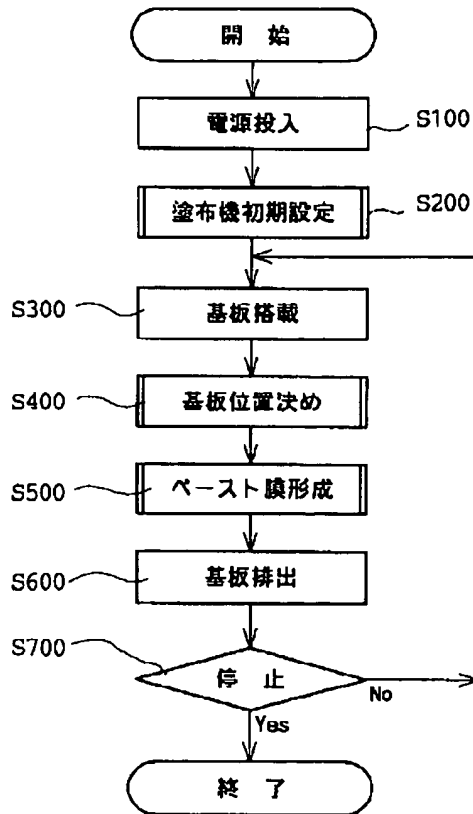 開 始
電源投入 S100
塗布機初期設定 S200
S300 基板搭載
S400 基板位置決め
S500 ペースト膜形成
S600 基板排出
S700 停 止
No
Yes
終 了